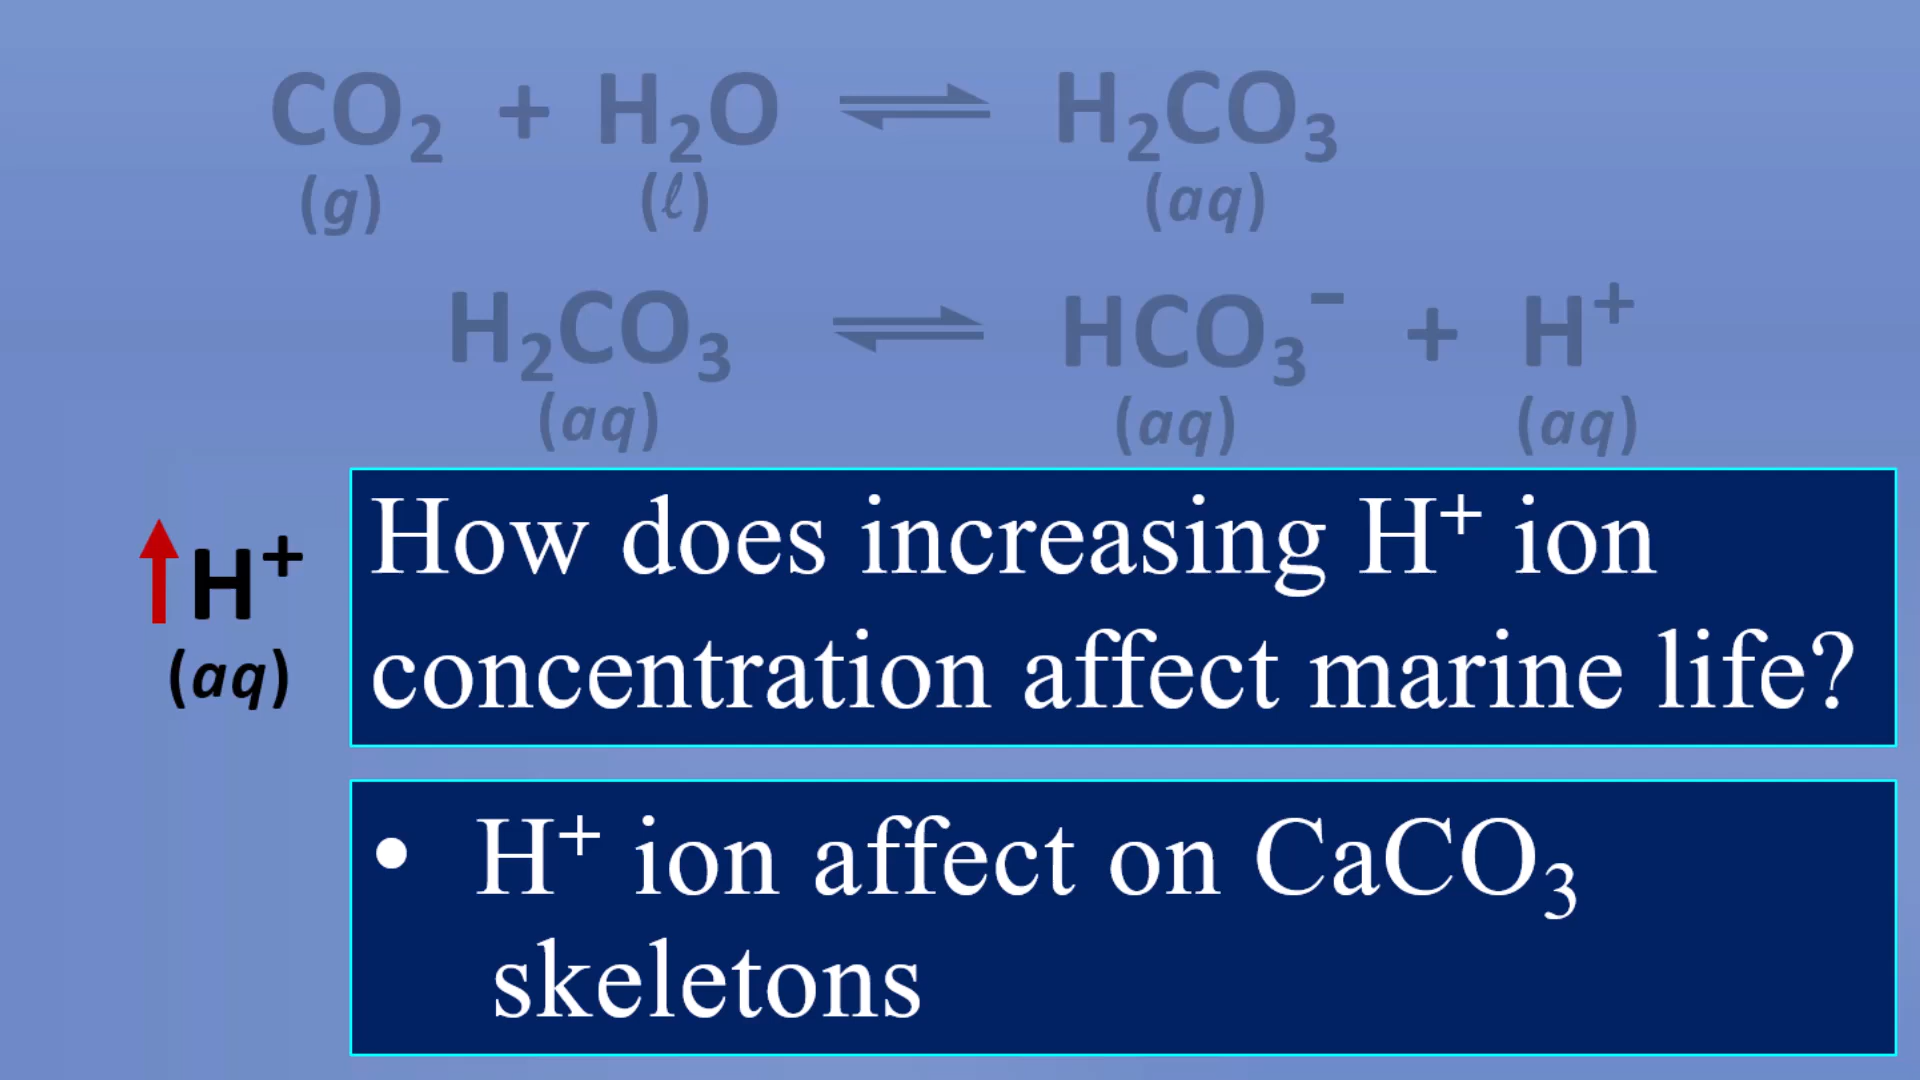 CO₂ + H₂O ⇌ H₂CO₃
(g) (ℓ) (aq)
H₂CO₃ ⇌ HCO₃⁻ + H⁺
(aq) (aq) (aq)
H⁺
(aq)
How does increasing H⁺ ion
concentration affect marine life?
• H⁺ ion affect on CaCO₃
skeletons